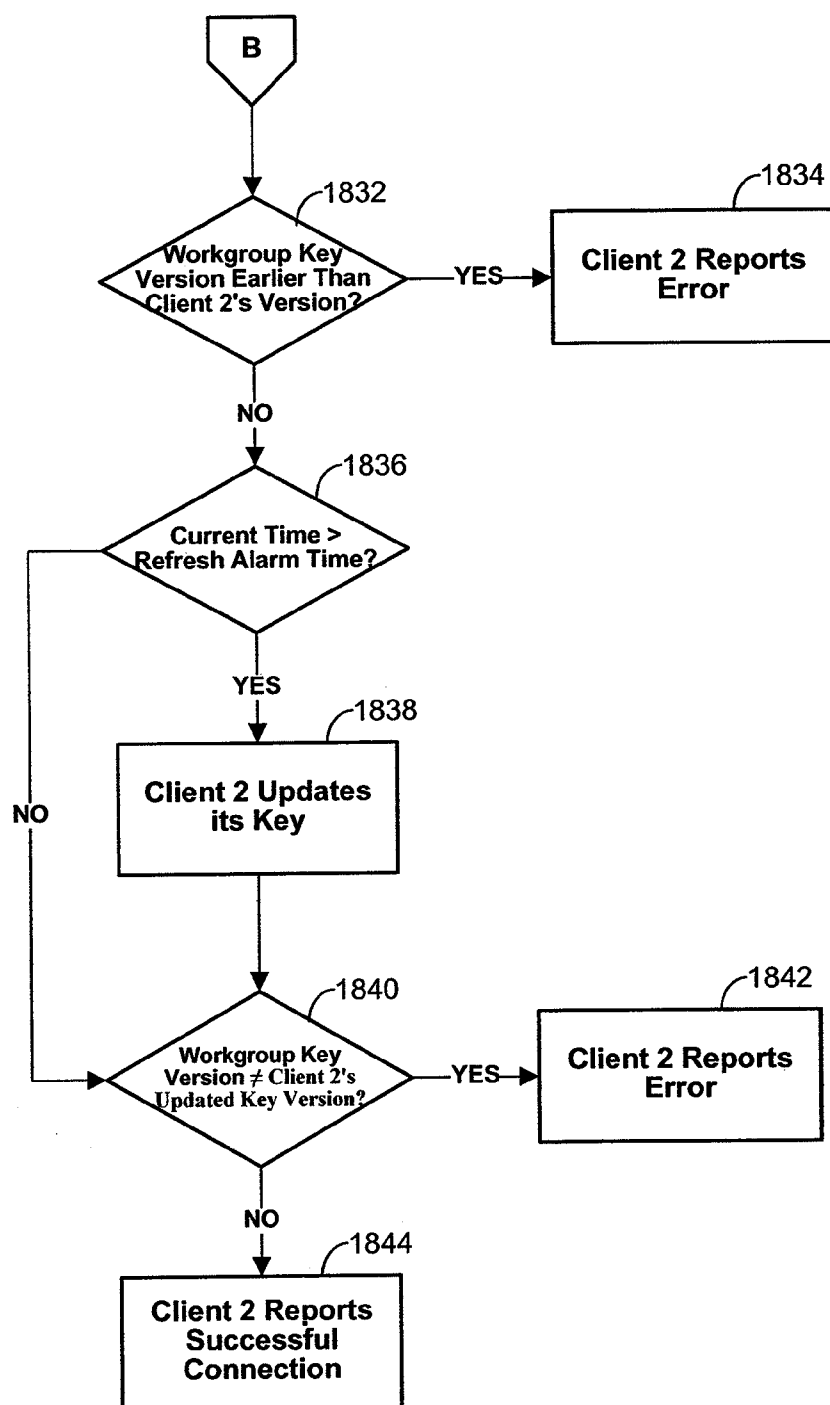 B
1832
Workgroup Key
Version Earlier Than
Client 2's Version?
YES
1834
Client 2 Reports
Error
NO
1836
Current Time >
Refresh Alarm Time?
YES
NO
1838
Client 2 Updates
its Key
1840
Workgroup Key
Version ≠ Client 2's
Updated Key Version?
YES
1842
Client 2 Reports
Error
NO
1844
Client 2 Reports
Successful
Connection